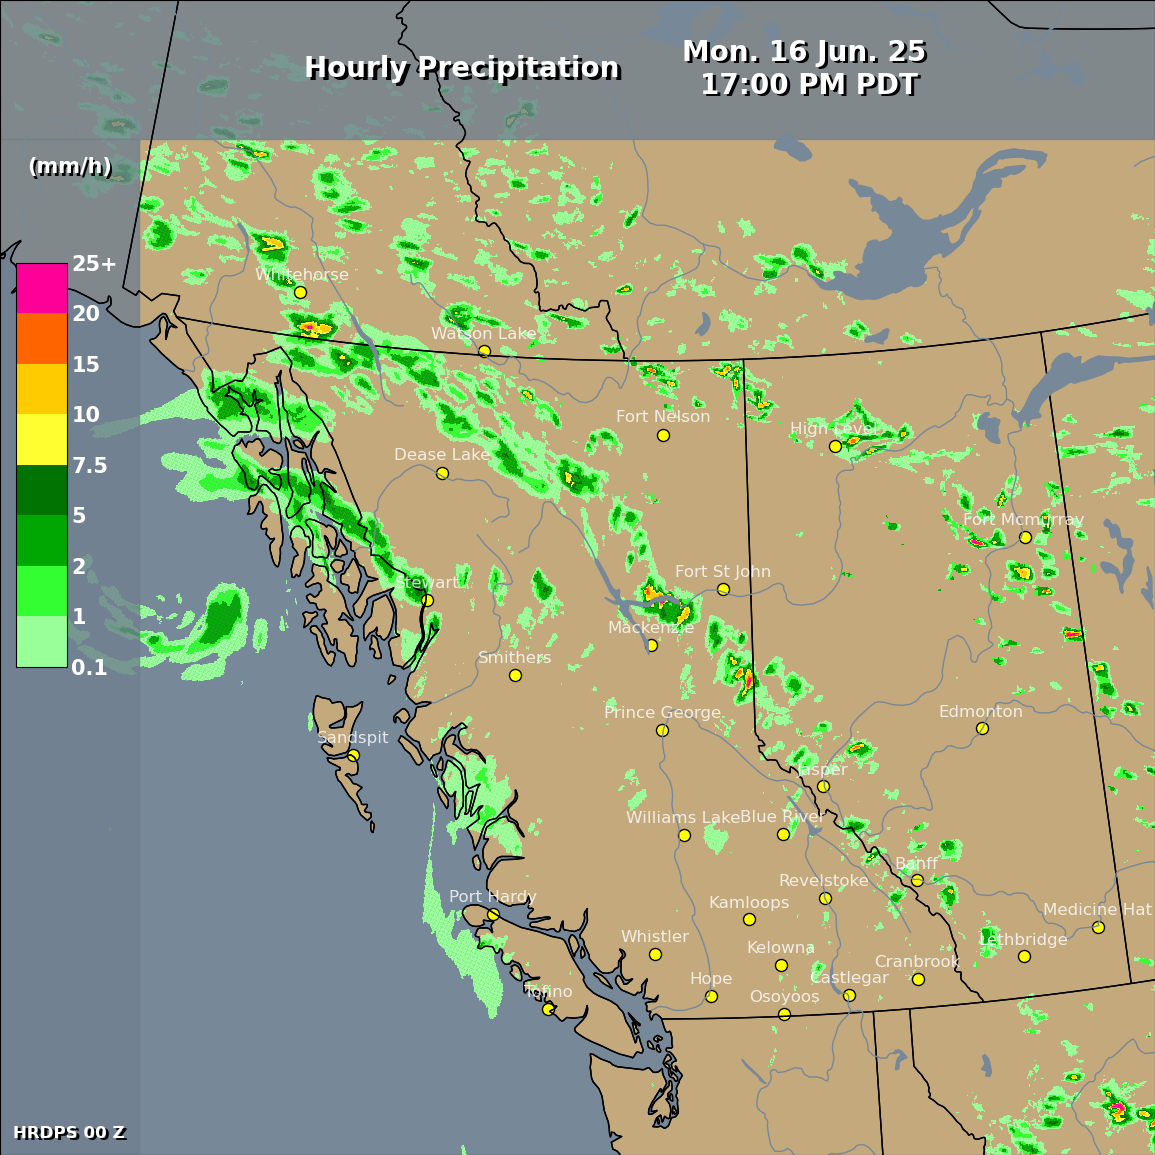 Hourly Precipitation
Mon. 16 Jun. 25
17:00 PM PDT
(mm/h)
25+
20
15
10
7.5
5
2
1
0.1
Whitehorse
Watson Lake
Fort Nelson
High Level
Dease Lake
Fort Mcmurray
Stewart
Fort St John
Mackenzie
Smithers
Prince George
Edmonton
Sandspit
Jasper
Williams Lake
Blue River
Banff
Revelstoke
Port Hardy
Kamloops
Medicine Hat
Whistler
Kelowna
Lethbridge
Cranbrook
Hope
Castlegar
Tofino
Osoyoos
HRDPS 00 Z